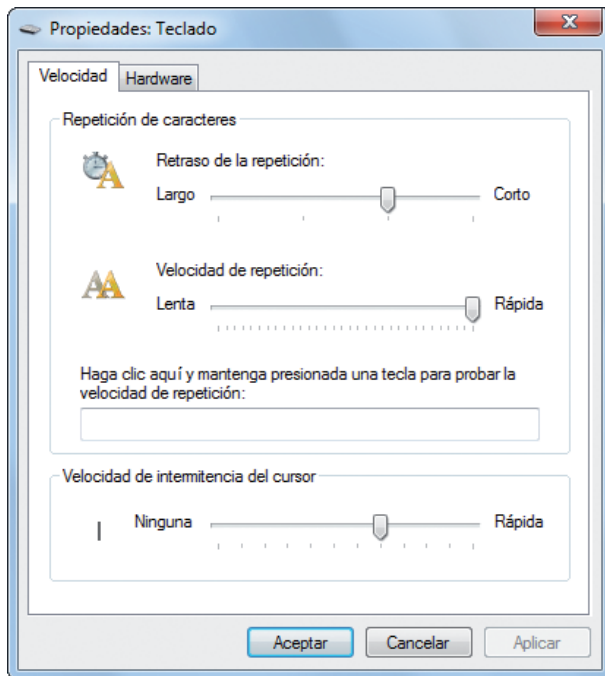 Propiedades: Teclado
Velocidad Hardware
Repetición de caracteres
Retraso de la repetición:
Largo Corto
Velocidad de repetición:
Lenta Rápida
Haga clic aquí y mantenga presionada una tecla para probar la
velocidad de repetición:
Velocidad de intermitencia del cursor
Ninguna Rápida
Aceptar Cancelar Aplicar